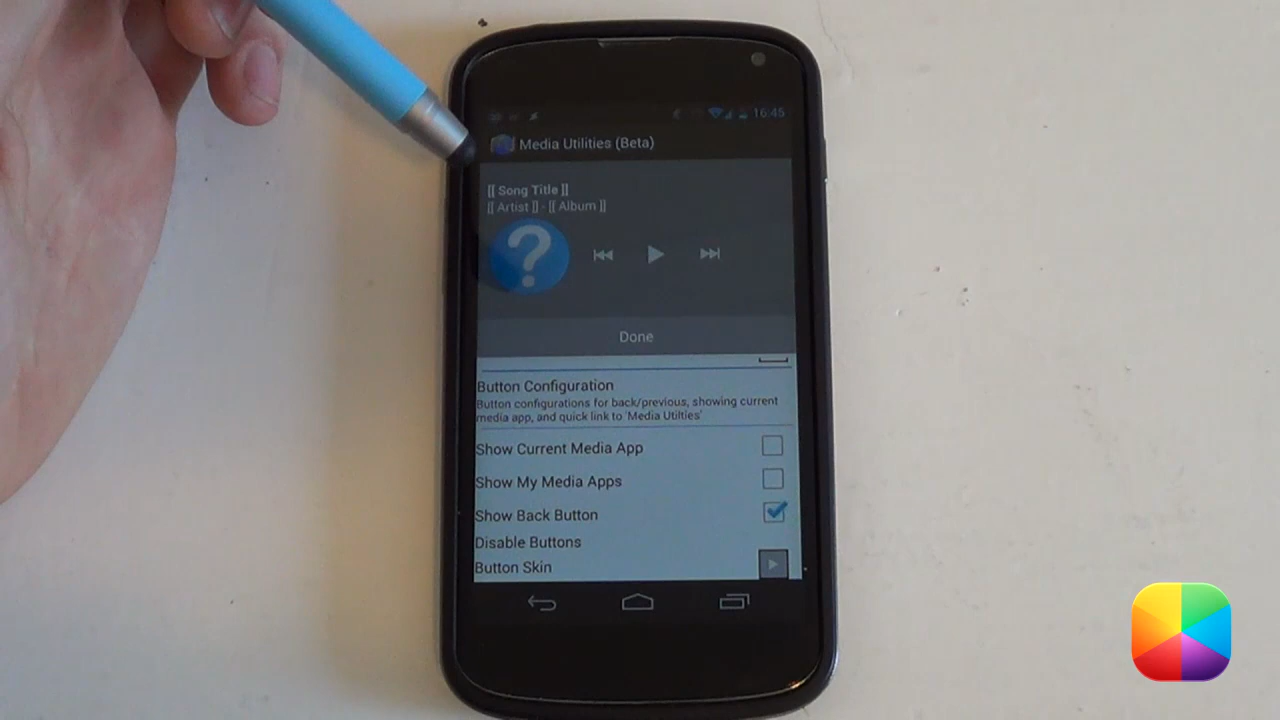 16:45
Media Utilities (Beta)
[[ Song Title ]]
[[ Artist ]] - [[ Album ]]
?
Done
Button Configuration
Button configurations for back/previous, showing current
media app, and quick link to 'Media Utilties'
Show Current Media App
Show My Media Apps
Show Back Button
Disable Buttons
Button Skin